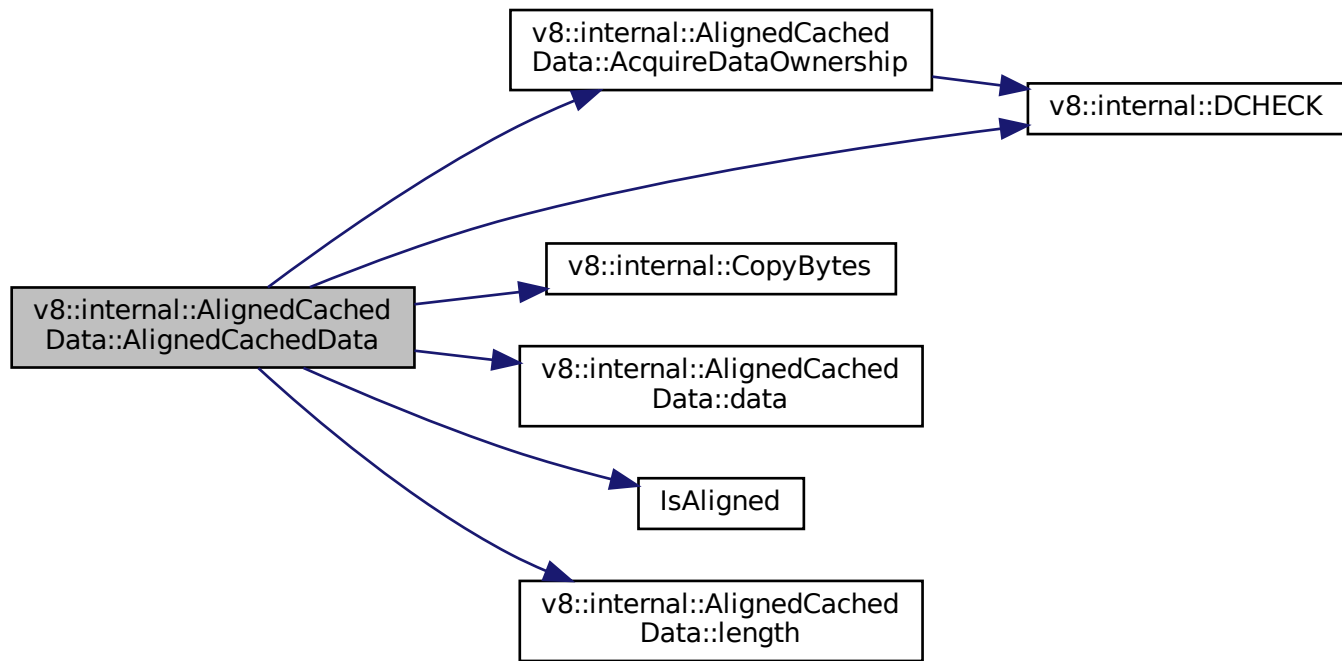 v8::internal::AlignedCached
Data::AcquireDataOwnership
v8::internal::DCHECK
v8::internal::CopyBytes
v8::internal::AlignedCached
Data::AlignedCachedData
v8::internal::AlignedCached
Data::data
IsAligned
v8::internal::AlignedCached
Data::length